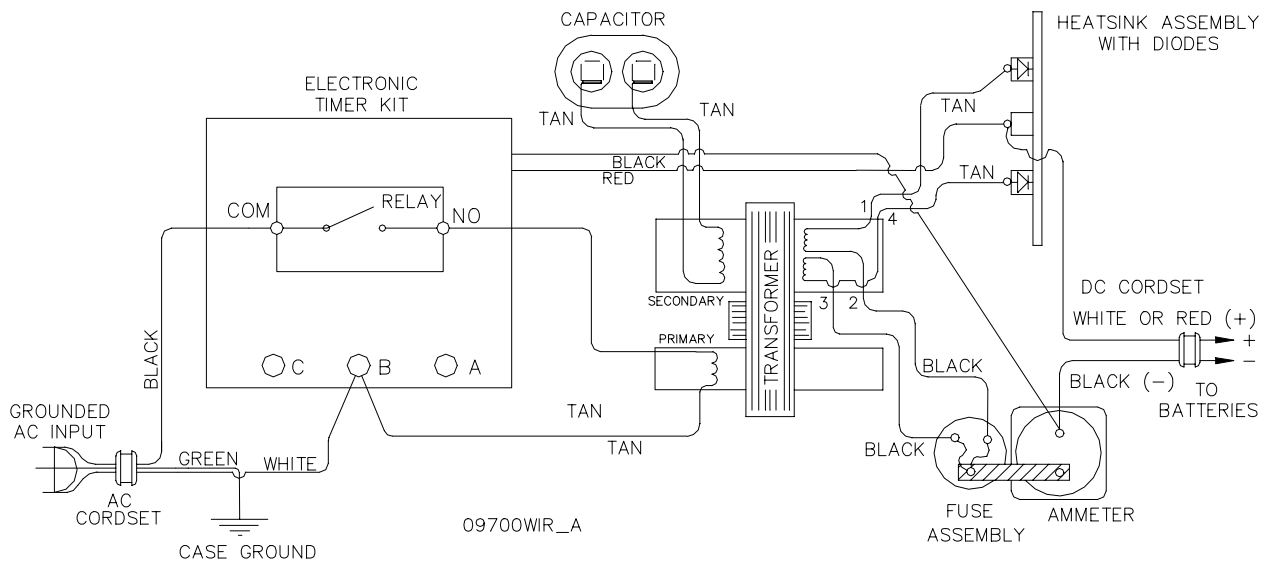 CAPACITOR
HEATSINK ASSEMBLY
WITH DIODES
ELECTRONIC
TIMER KIT
TAN
TAN
TAN
BLACK
RED
TAN
COM
RELAY
NO
1
4
SECONDARY
TRANSFORMER
3
2
DC CORDSET
WHITE OR RED (+)
+
-
PRIMARY
BLACK
C
B
A
BLACK
BLACK (-)
TO
BATTERIES
GROUNDED
AC INPUT
TAN
TAN
BLACK
GREEN
WHITE
AC
CORDSET
FUSE
ASSEMBLY
AMMETER
09700WIR_A
CASE GROUND